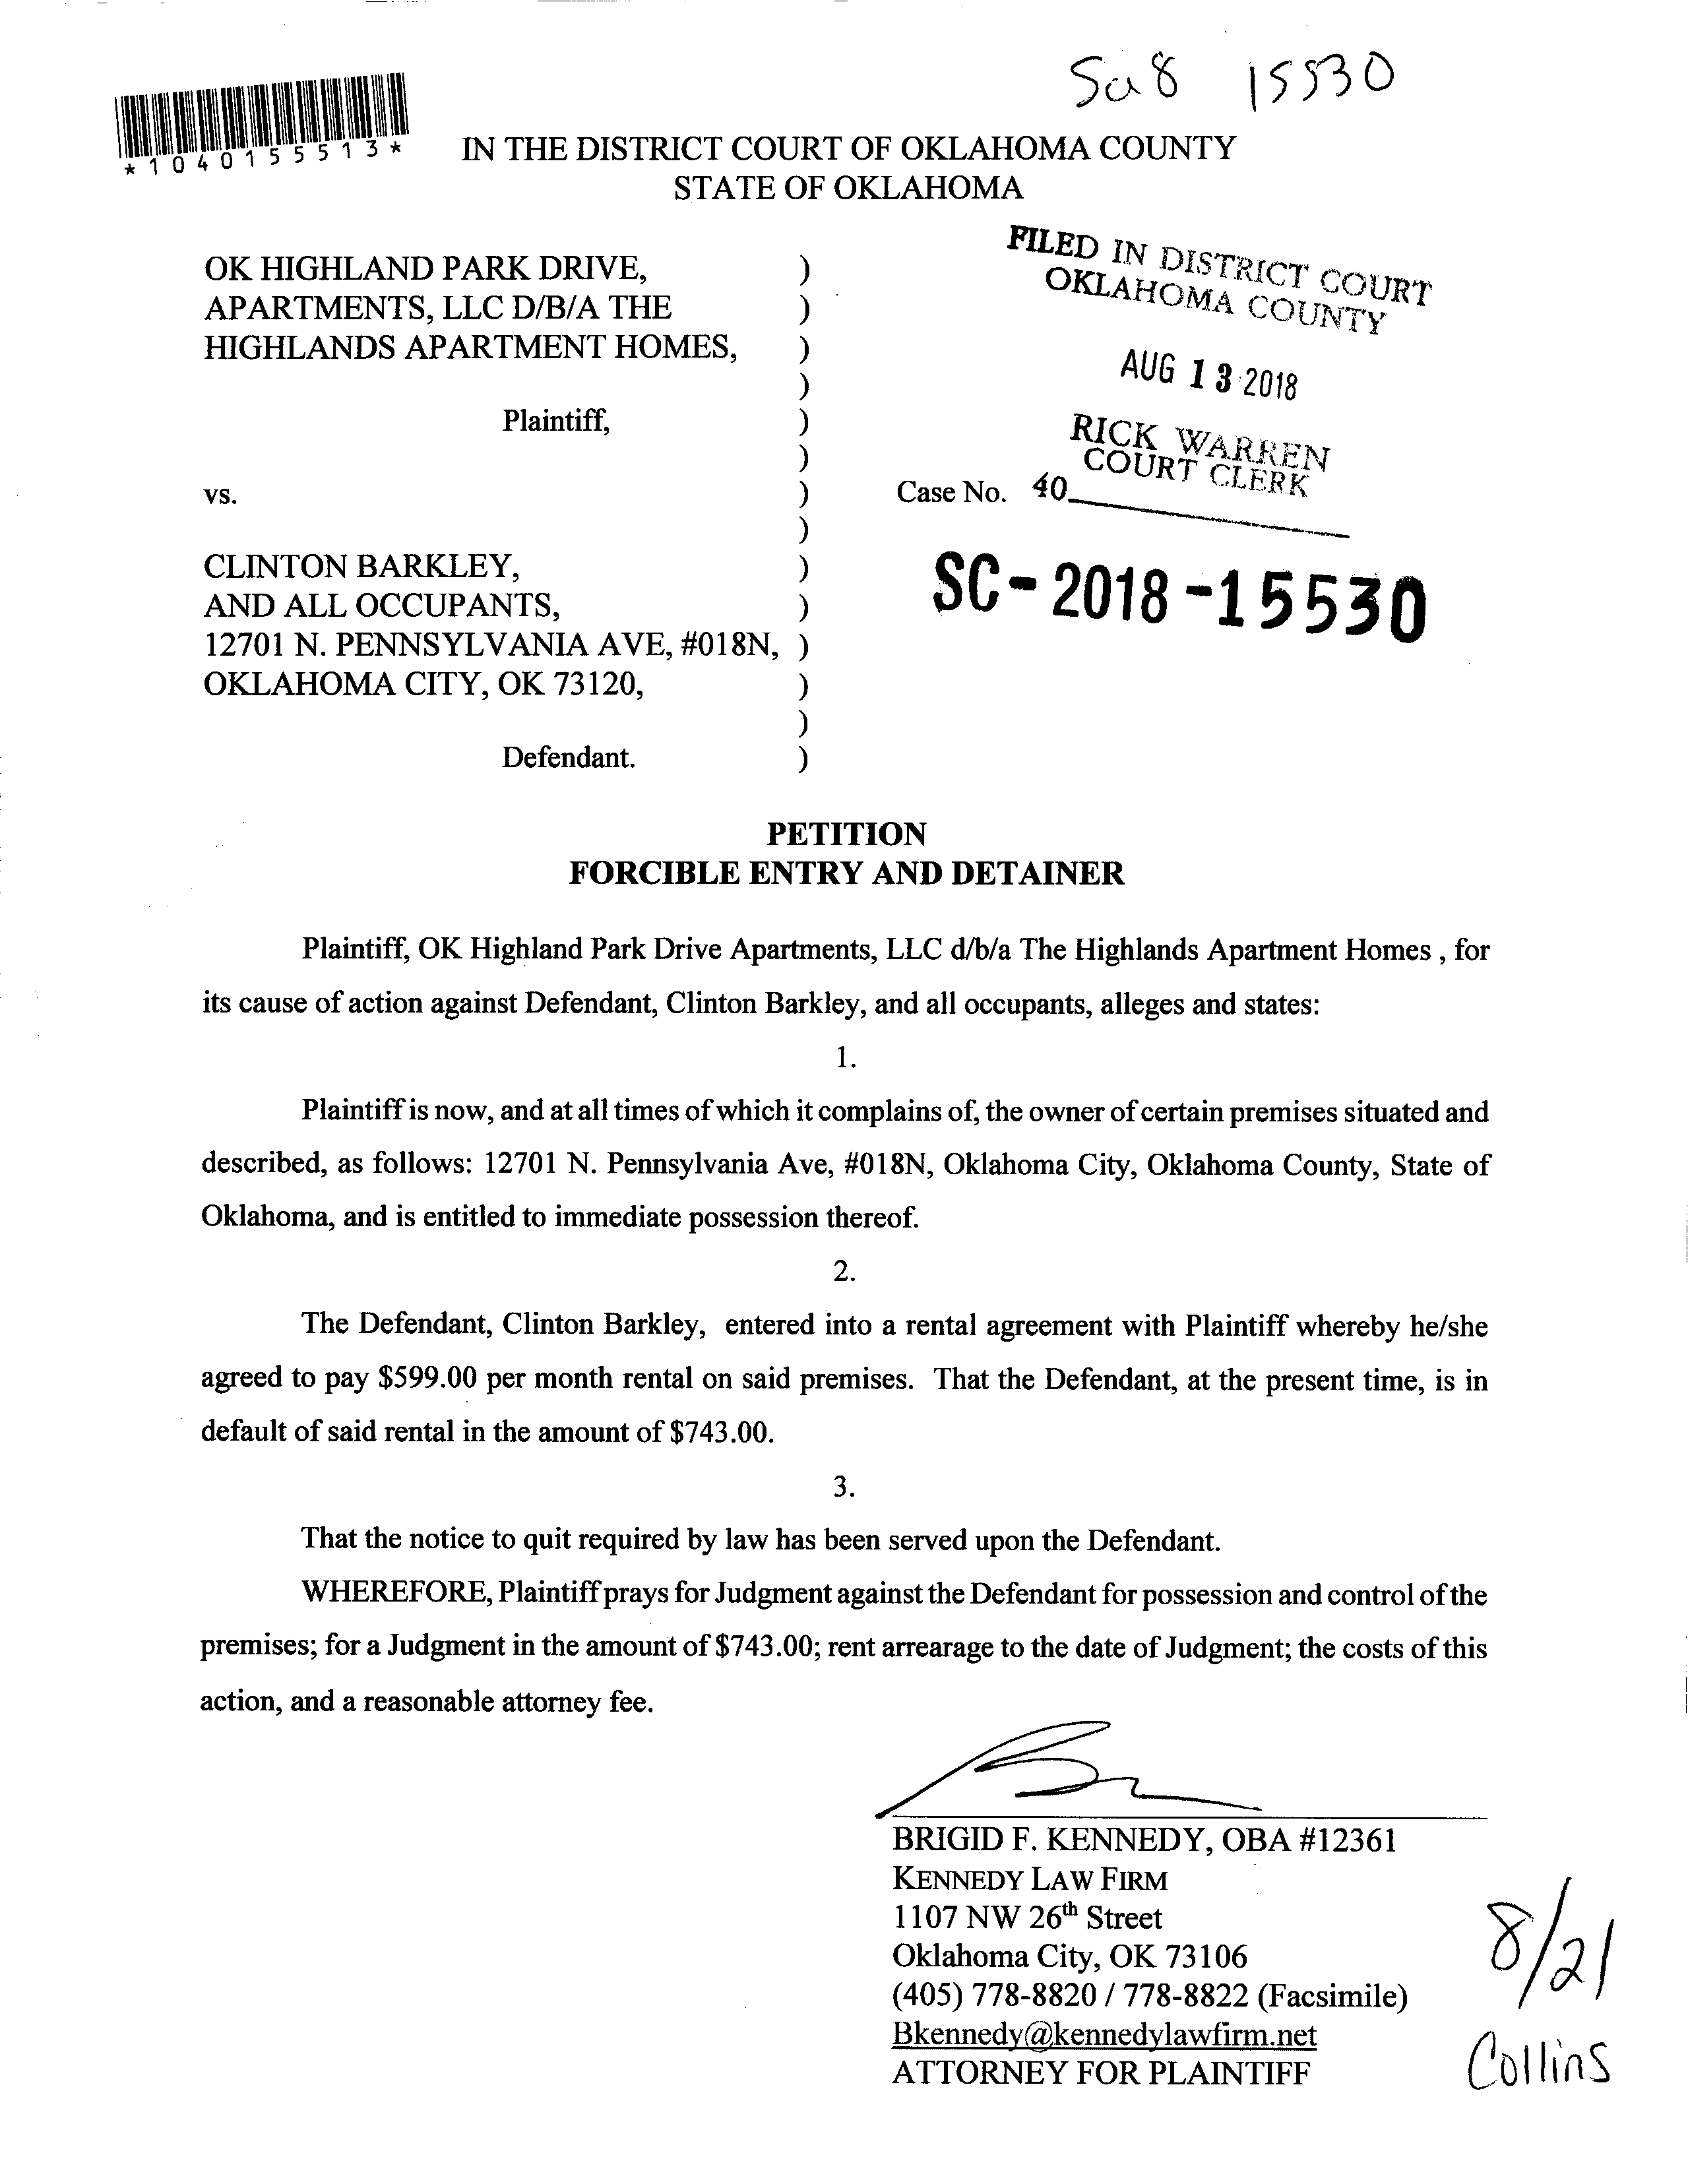 Sc18 15530
*1040155513*
IN THE DISTRICT COURT OF OKLAHOMA COUNTY
STATE OF OKLAHOMA
FILED IN DISTRICT COURT
OKLAHOMA COUNTY
AUG 13 2018
RICK WARREN
COURT CLERK
40
OK HIGHLAND PARK DRIVE, )
APARTMENTS, LLC D/B/A THE )
HIGHLANDS APARTMENT HOMES, )
)
Plaintiff, )
)
vs. ) Case No.
)
CLINTON BARKLEY, )
AND ALL OCCUPANTS, )
12701 N. PENNSYLVANIA AVE, #018N, )
OKLAHOMA CITY, OK 73120, )
)
Defendant. )
SC-2018-15530
PETITION
FORCIBLE ENTRY AND DETAINER
Plaintiff, OK Highland Park Drive Apartments, LLC d/b/a The Highlands Apartment Homes , for
its cause of action against Defendant, Clinton Barkley, and all occupants, alleges and states:
1.
Plaintiff is now, and at all times of which it complains of, the owner of certain premises situated and
described, as follows: 12701 N. Pennsylvania Ave, #018N, Oklahoma City, Oklahoma County, State of
Oklahoma, and is entitled to immediate possession thereof.
2.
The Defendant, Clinton Barkley, entered into a rental agreement with Plaintiff whereby he/she
agreed to pay $599.00 per month rental on said premises. That the Defendant, at the present time, is in
default of said rental in the amount of $743.00.
3.
That the notice to quit required by law has been served upon the Defendant.
WHEREFORE, Plaintiff prays for Judgment against the Defendant for possession and control of the
premises; for a Judgment in the amount of $743.00; rent arrearage to the date of Judgment; the costs of this
action, and a reasonable attorney fee.
BRIGID F. KENNEDY, OBA #12361
KENNEDY LAW FIRM
1107 NW 26th Street
Oklahoma City, OK 73106
(405) 778-8820 / 778-8822 (Facsimile)
Bkennedy@kennedylawfirm.net
ATTORNEY FOR PLAINTIFF
8/21
Collins